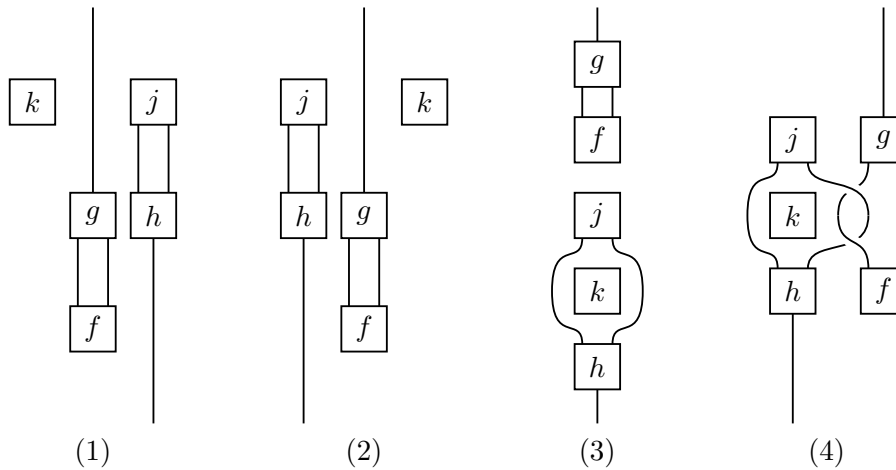 k j j k g f j g
g h h g j k
f f k h f
h
(1) (2) (3) (4)